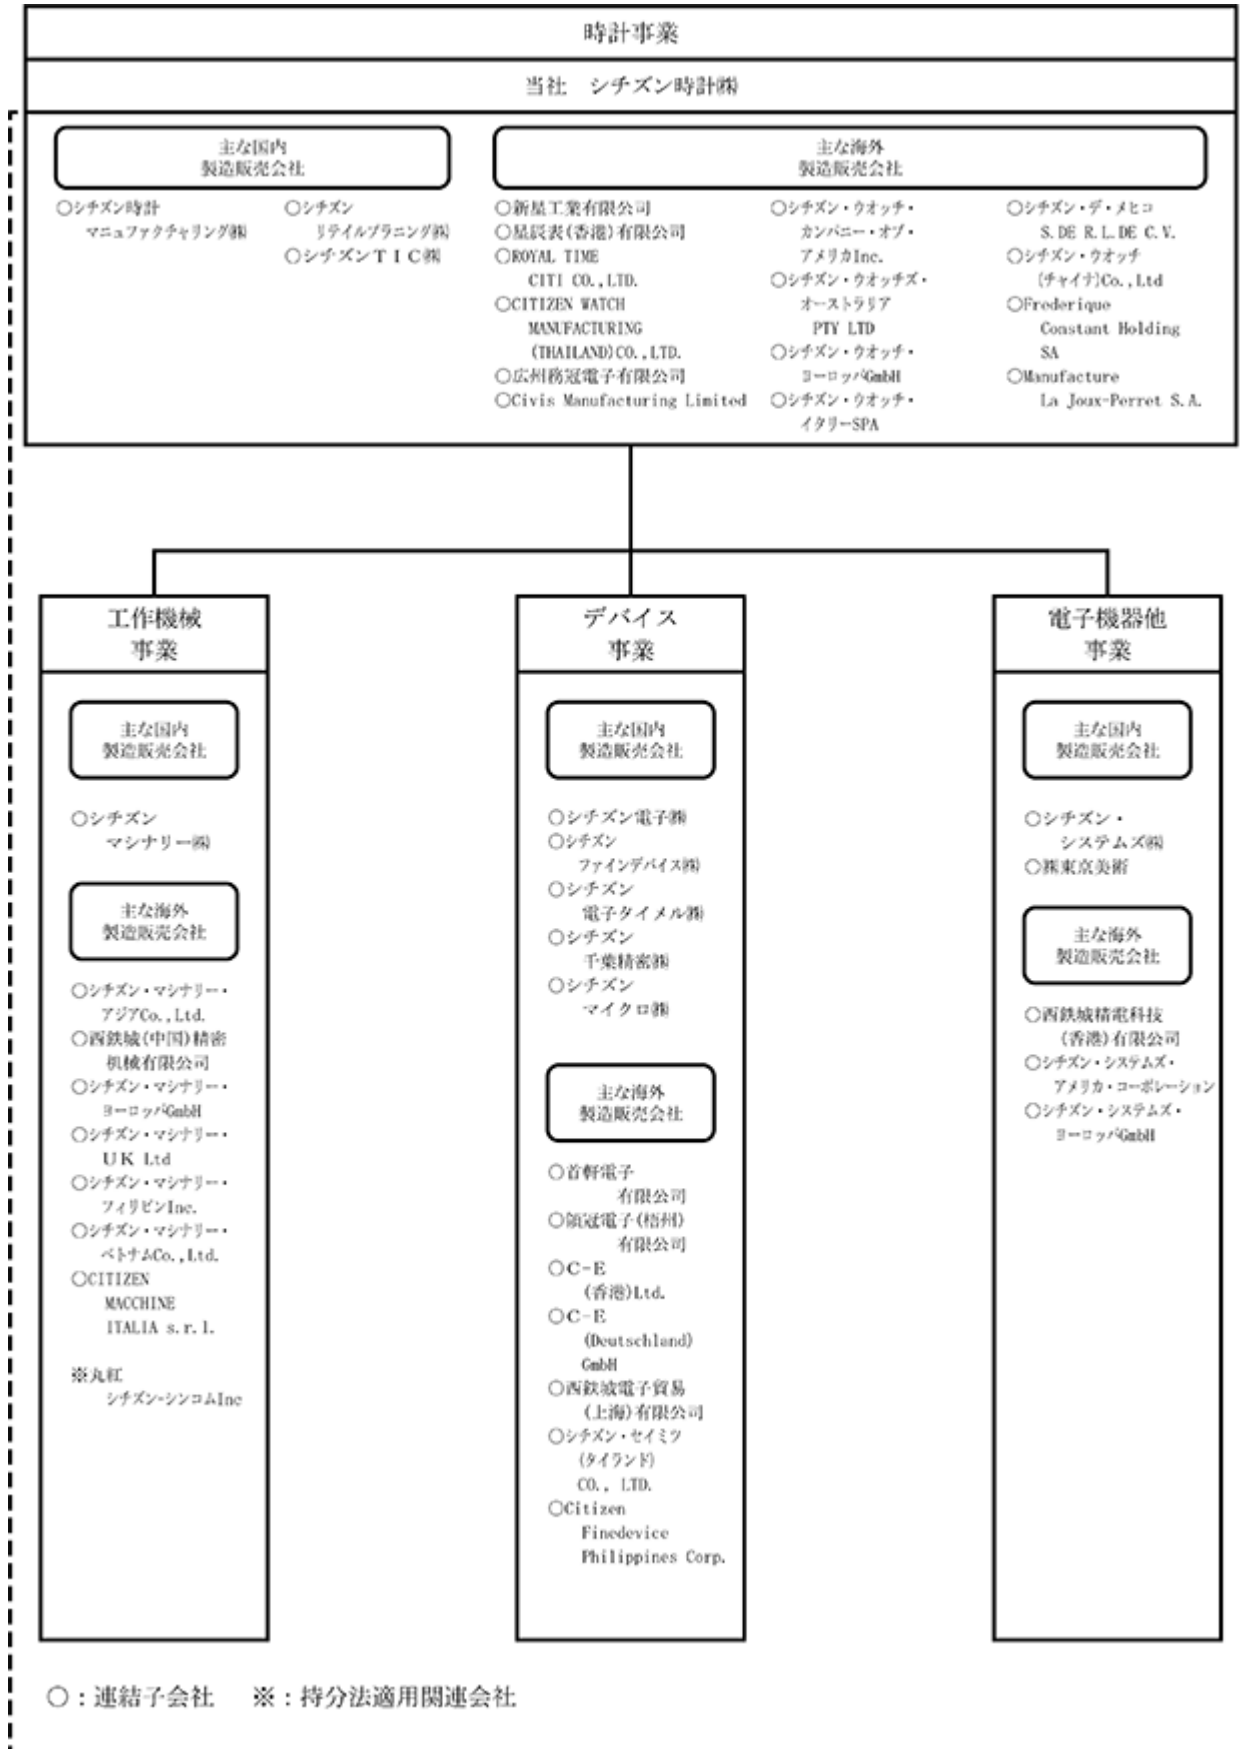 時計事業
当社　シチズン時計㈱
主な国内
製造販売会社
○シチズン時計
マニュファクチャリング㈱
○シチズン
リテイルプラニング㈱
○シチズンＴＩＣ㈱
主な海外
製造販売会社
○新星工業有限公司
○星辰表(香港)有限公司
○ROYAL TIME
CITI CO.,LTD.
○CITIZEN WATCH
MANUFACTURING
(THAILAND)CO.,LTD.
○広州務冠電子有限公司
○Civis Manufacturing Limited
○シチズン・ウオッチ・
カンパニー・オブ・
アメリカInc.
○シチズン・ウオッチズ・
オーストラリア
PTY LTD
○シチズン・ウオッチ・
ヨーロッパGmbH
○シチズン・ウオッチ・
イタリーSPA
○シチズン・デ・メヒコ
S.DE R.L.DE C.V.
○シチズン・ウオッチ
(チャイナ)Co.,Ltd
○Frederique
Constant Holding
SA
○Manufacture
La Joux-Perret S.A.
工作機械
事業
主な国内
製造販売会社
○シチズン
マシナリー㈱
主な海外
製造販売会社
○シチズン・マシナリー・
アジアCo.,Ltd.
○西鉄城(中国)精密
机械有限公司
○シチズン・マシナリー・
ヨーロッパGmbH
○シチズン・マシナリー・
ＵＫ Ltd
○シチズン・マシナリー・
フィリピンInc.
○シチズン・マシナリー・
ベトナムCo.,Ltd.
○CITIZEN
MACCHINE
ITALIA s.r.l.
※丸紅
シチズン-シンコムInc
デバイス
事業
主な国内
製造販売会社
○シチズン電子㈱
○シチズン
ファインデバイス㈱
○シチズン
電子タイメル㈱
○シチズン
千葉精密㈱
○シチズン
マイクロ㈱
主な海外
製造販売会社
○首軒電子
有限公司
○領冠電子(梧州)
有限公司
○Ｃ-Ｅ
(香港)Ltd.
○Ｃ-Ｅ
(Deutschland)
GmbH
○西鉄城電子貿易
(上海)有限公司
○シチズン・セイミツ
(タイランド)
CO., LTD.
○Citizen
Finedevice
Philippines Corp.
電子機器他
事業
主な国内
製造販売会社
○シチズン・
システムズ㈱
○㈱東京美術
主な海外
製造販売会社
○西鉄城精電科技
(香港)有限公司
○シチズン・システムズ・
アメリカ・コーポレーション
○シチズン・システムズ・
ヨーロッパGmbH
○：連結子会社　※：持分法適用関連会社